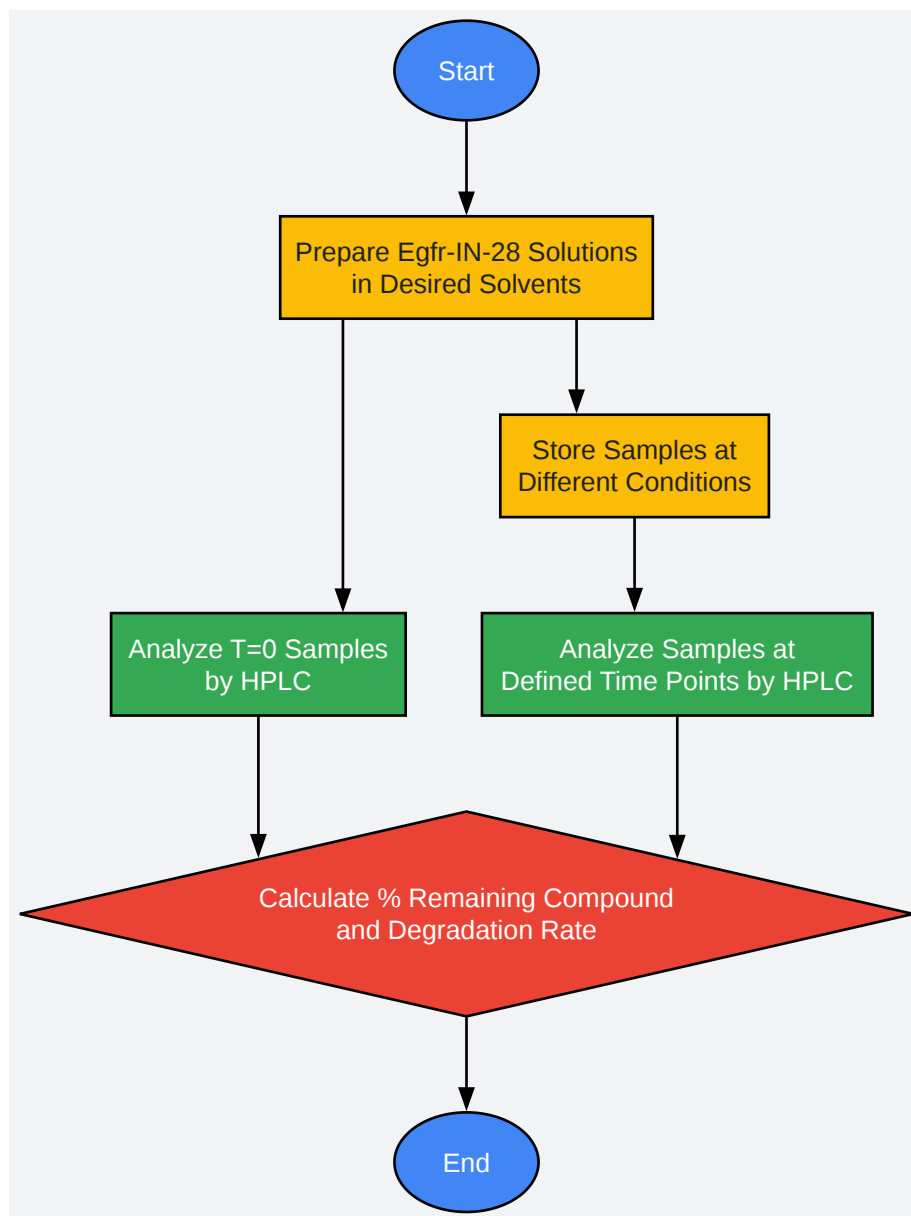 Start
Prepare Egfr-IN-28 Solutions
in Desired Solvents
Store Samples at
Different Conditions
Analyze T=0 Samples
by HPLC
Analyze Samples at
Defined Time Points by HPLC
Calculate % Remaining Compound
and Degradation Rate
End